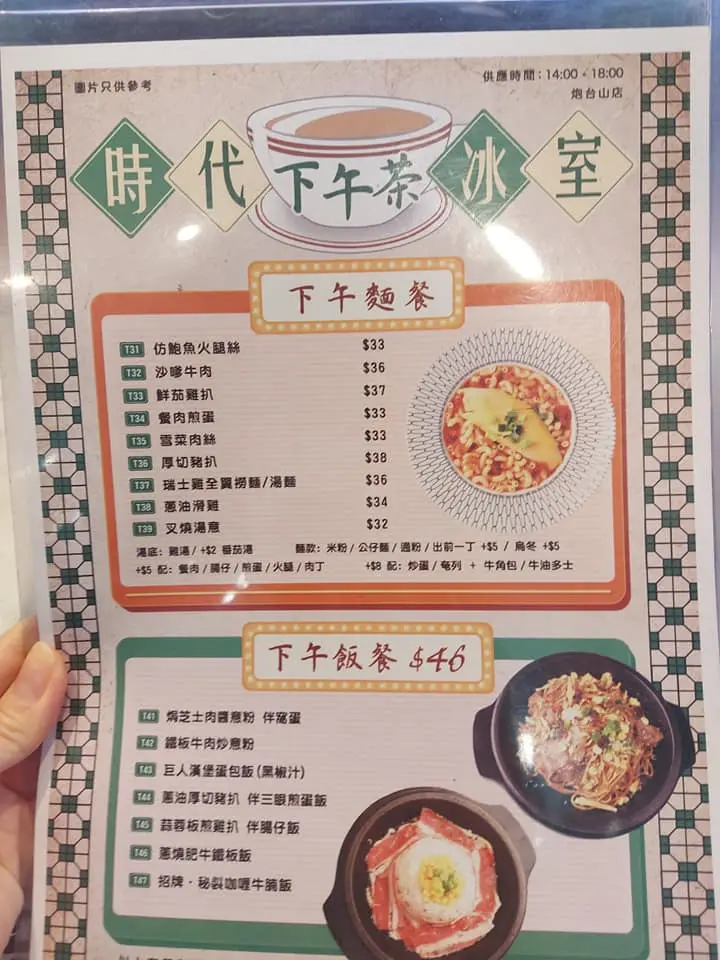 圖片只供參考
供應時間：14:00 - 18:00
炮台山店
時代冰室
下午茶
下午麵餐
T31 仿鮑魚火腿絲 $33
T32 沙嗲牛肉 $36
T33 鮮茄雞扒 $37
T34 餐肉煎蛋 $33
T35 雪菜肉絲 $33
T36 厚切豬扒 $38
T37 瑞士雞全翼撈麵/湯麵 $36
T38 蔥油滑雞 $34
T39 叉燒湯意 $32
湯底：雞湯 / +$2 番茄湯 麵款：米粉 / 公仔麵 / 通粉 / 出前一丁 +$5 / 烏冬 +$5
+$5 配：餐肉 / 腸仔 / 煎蛋 / 火腿 / 肉丁 +$8 配：炒蛋 / 奄列 + 牛角包 / 牛油多士
下午飯餐 $46
T41 焗芝士肉醬意粉 伴窩蛋
T42 鐵板牛肉炒意粉
T43 巨人漢堡蛋包飯(黑椒汁)
T44 蔥油厚切豬扒 伴三眼煎蛋飯
T45 蒜蓉板煎雞扒 伴腸仔飯
T46 蔥燒肥牛鐵板飯
T47 招牌・秘製咖喱牛腩飯